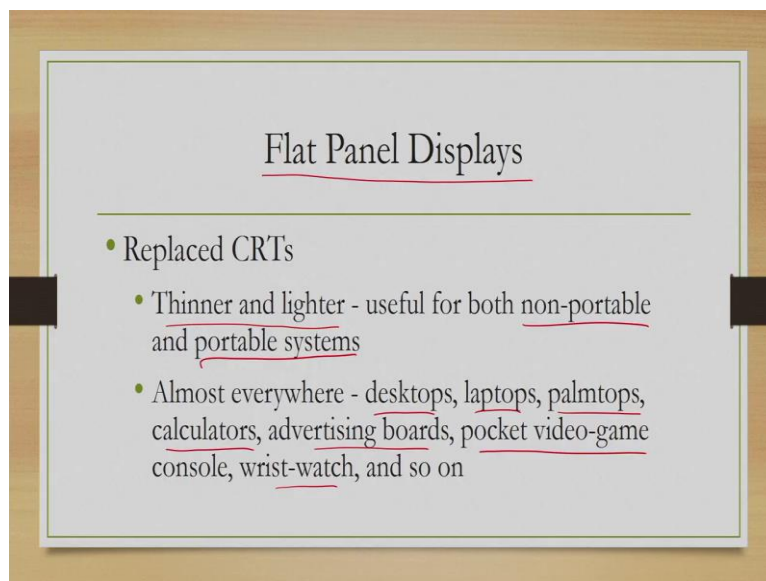 Flat Panel Displays
• Replaced CRTs
• Thinner and lighter - useful for both non-portable
and portable systems
• Almost everywhere - desktops, laptops, palmtops,
calculators, advertising boards, pocket video-game
console, wrist-watch, and so on